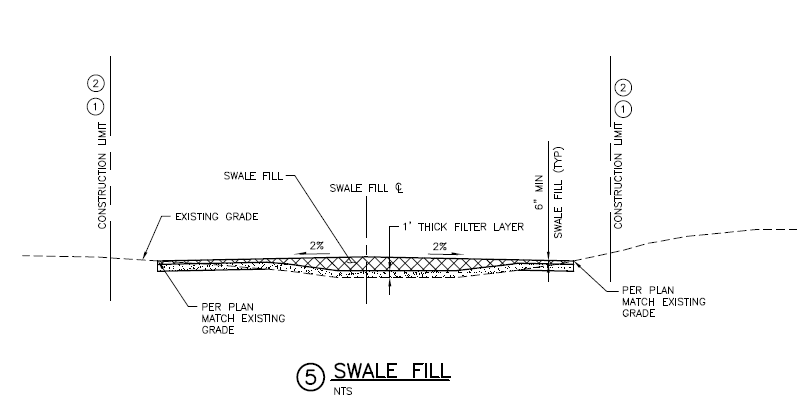 2
1
CONSTRUCTION LIMIT
2
1
CONSTRUCTION LIMIT
SWALE FILL
SWALE FILL ℄
6" MIN
SWALE FILL (TYP)
EXISTING GRADE
1' THICK FILTER LAYER
2%
2%
PER PLAN
MATCH EXISTING
GRADE
PER PLAN
MATCH EXISTING
GRADE
5 SWALE FILL
NTS